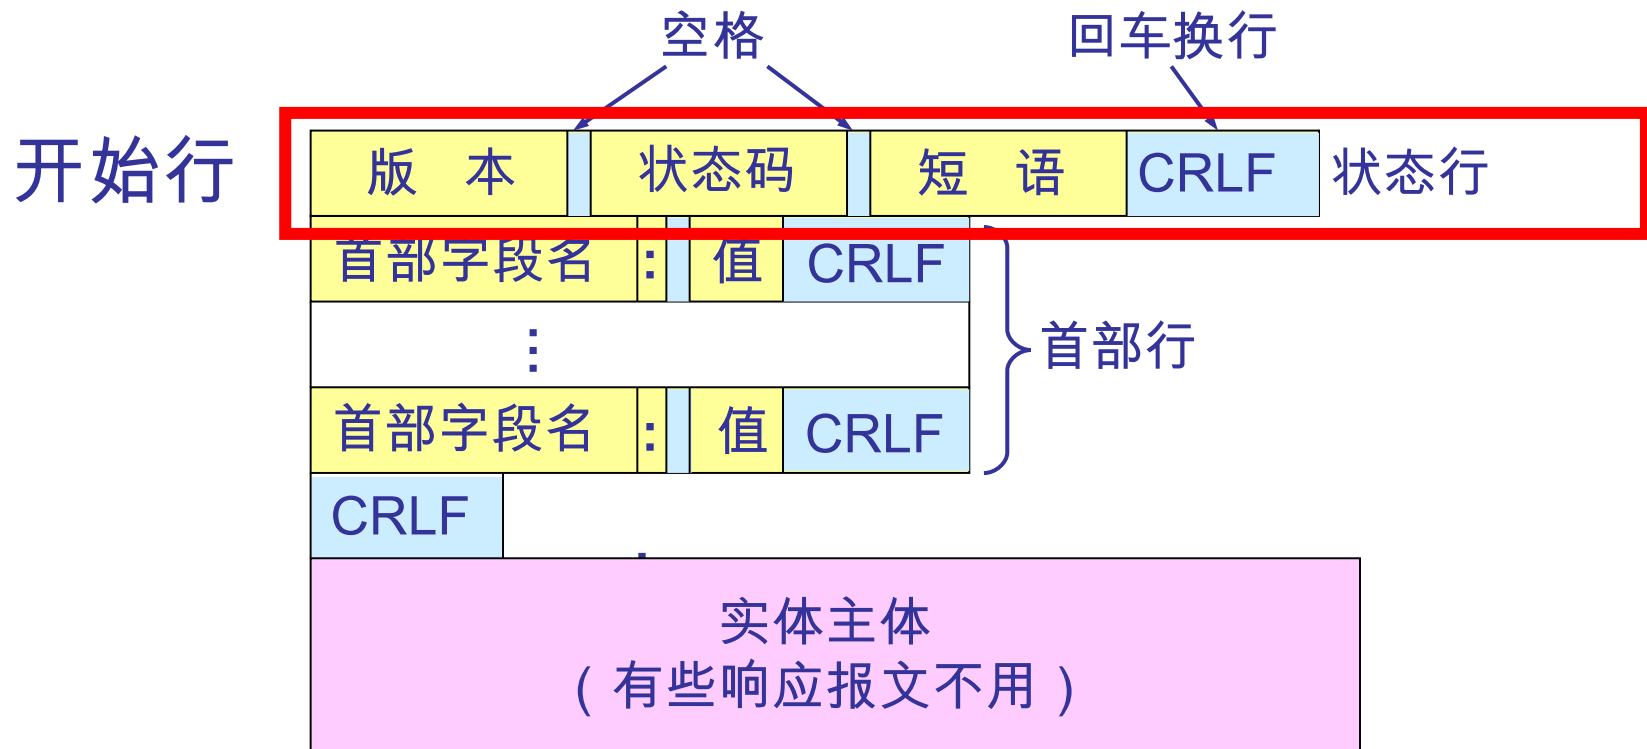 空格 回车换行
开始行 版 本 状态码 短 语 CRLF 状态行
首部字段名 : 值 CRLF
⋮ 首部行
首部字段名 : 值 CRLF
CRLF
实体主体
（有些响应报文不用）